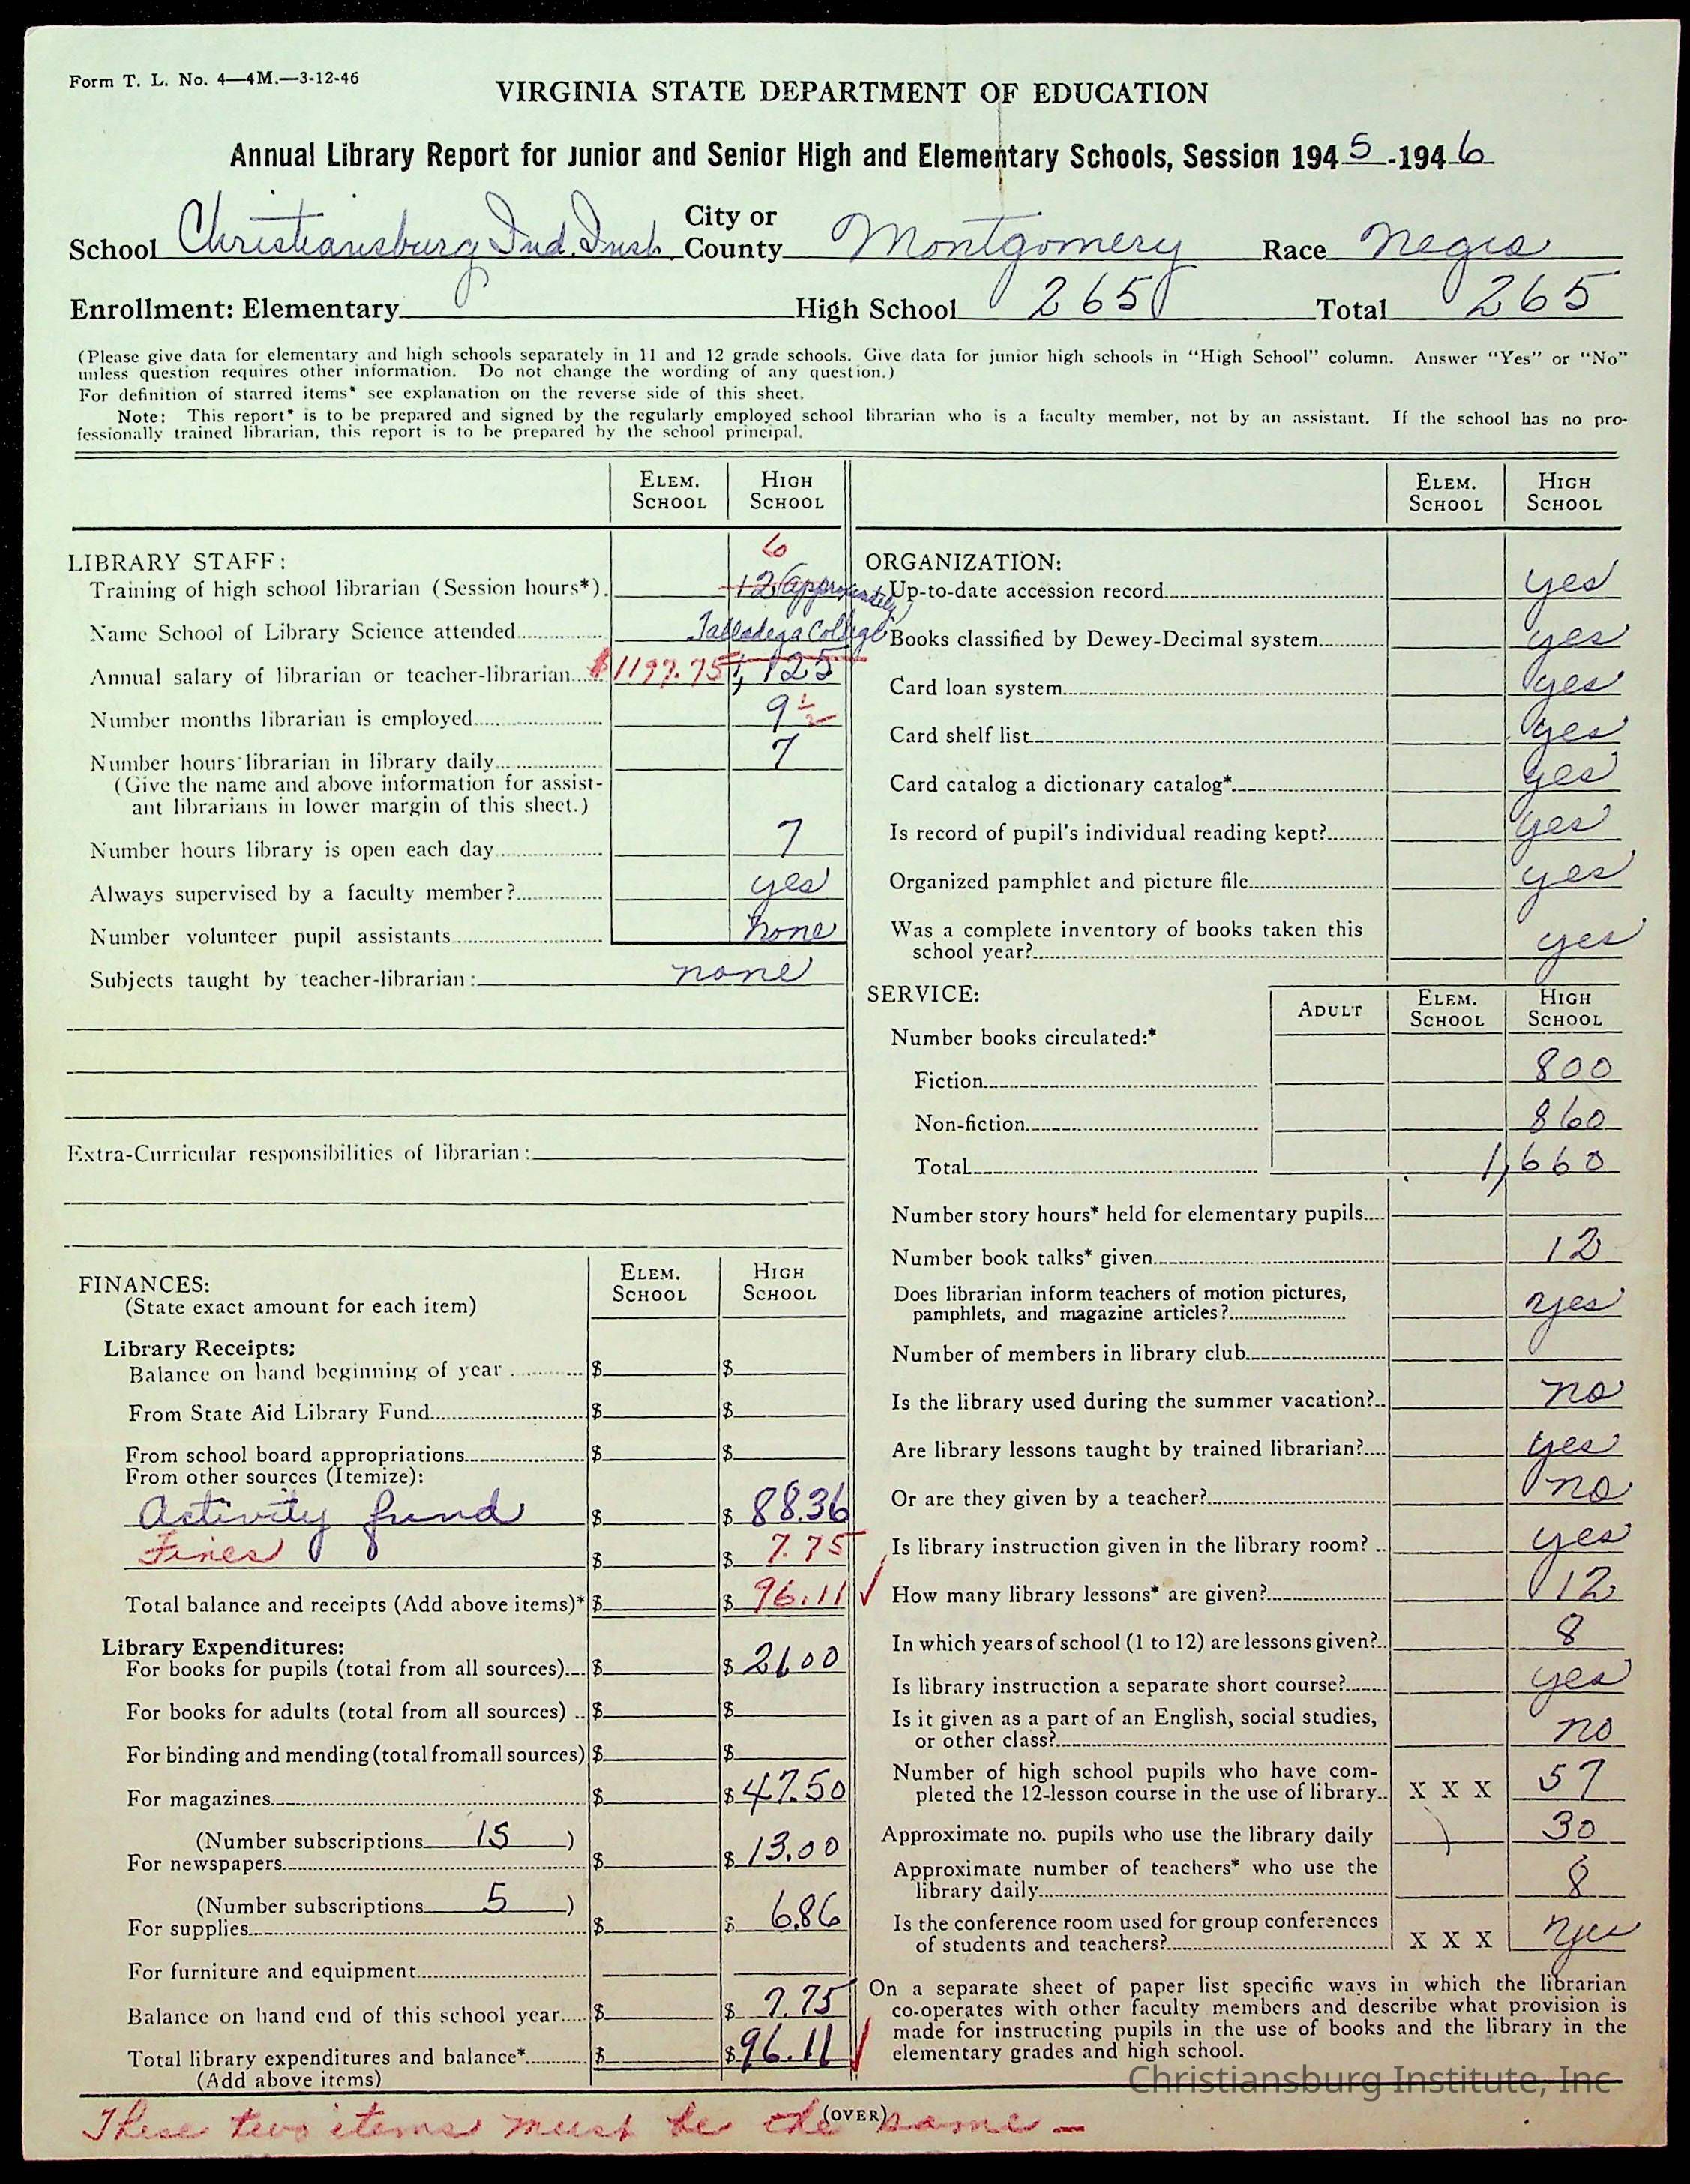 Form T. L. No. 4—4M.—3-12-46
VIRGINIA STATE DEPARTMENT OF EDUCATION
Annual Library Report for Junior and Senior High and Elementary Schools, Session 1945-1946
School Christiansburg Ind. Inst. City or County Montgomery Race Negro
Enrollment: Elementary High School 265 Total 265
(Please give data for elementary and high schools separately in 11 and 12 grade schools. Give data for junior high schools in "High School" column. Answer "Yes" or "No"
unless question requires other information. Do not change the wording of any question.)
For definition of starred items* see explanation on the reverse side of this sheet.
Note: This report* is to be prepared and signed by the regularly employed school librarian who is a faculty member, not by an assistant. If the school has no pro-
fessionally trained librarian, this report is to be prepared by the school principal.
ELEM. SCHOOL HIGH SCHOOL
LIBRARY STAFF:
6
Training of high school librarian (Session hours*). 12 (approximately)
Name School of Library Science attended Talladega College
Annual salary of librarian or teacher-librarian $1197.75 1,125
Number months librarian is employed 9 1/2
Number hours librarian in library daily 7
(Give the name and above information for assist-
ant librarians in lower margin of this sheet.)
Number hours library is open each day 7
Always supervised by a faculty member? yes
Number volunteer pupil assistants none
Subjects taught by teacher-librarian: none
Extra-Curricular responsibilities of librarian:
FINANCES:
(State exact amount for each item)
ELEM. SCHOOL HIGH SCHOOL
Library Receipts:
Balance on hand beginning of year $ $
From State Aid Library Fund $ $
From school board appropriations $ $
From other sources (Itemize):
Activity fund $ $ 88.36
Fines $ $ 7.75
Total balance and receipts (Add above items)* $ $ 96.11 ✓
Library Expenditures:
For books for pupils (total from all sources) $ $ 21.00
For books for adults (total from all sources) $ $
For binding and mending (total from all sources) $ $
For magazines $ $ 47.50
(Number subscriptions 15)
For newspapers $ $ 13.00
(Number subscriptions 5)
For supplies $ $ 6.86
For furniture and equipment
Balance on hand end of this school year $ $ 7.75
Total library expenditures and balance* $ $ 96.11 ✓
(Add above items)
ELEM. SCHOOL HIGH SCHOOL
ORGANIZATION:
Up-to-date accession record yes
Books classified by Dewey-Decimal system yes
Card loan system yes
Card shelf list yes
Card catalog a dictionary catalog* yes
Is record of pupil's individual reading kept? yes
Organized pamphlet and picture file yes
Was a complete inventory of books taken this
school year? yes
SERVICE:
ADULT ELEM. SCHOOL HIGH SCHOOL
Number books circulated:*
Fiction 800
Non-fiction 860
Total 1,660
Number story hours* held for elementary pupils
Number book talks* given 12
Does librarian inform teachers of motion pictures,
pamphlets, and magazine articles? yes
Number of members in library club
Is the library used during the summer vacation? no
Are library lessons taught by trained librarian? yes
Or are they given by a teacher? no
Is library instruction given in the library room? yes
How many library lessons* are given? 12
In which years of school (1 to 12) are lessons given? 8
Is library instruction a separate short course? yes
Is it given as a part of an English, social studies,
or other class? no
Number of high school pupils who have com-
pleted the 12-lesson course in the use of library X X X 57
Approximate no. pupils who use the library daily 30
Approximate number of teachers* who use the
library daily 8
Is the conference room used for group conferences
of students and teachers? X X X yes
On a separate sheet of paper list specific ways in which the librarian
co-operates with other faculty members and describe what provision is
made for instructing pupils in the use of books and the library in the
elementary grades and high school.
Christiansburg Institute, Inc
(OVER)
These two items must be the same —